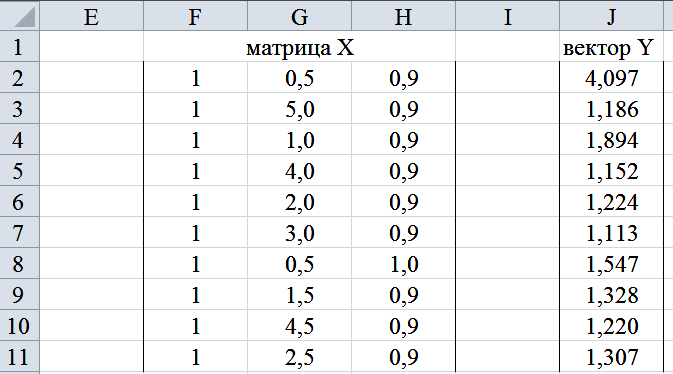 E F G H I J
1 матрица X вектор Y
2 1 0,5 0,9 4,097
3 1 5,0 0,9 1,186
4 1 1,0 0,9 1,894
5 1 4,0 0,9 1,152
6 1 2,0 0,9 1,224
7 1 3,0 0,9 1,113
8 1 0,5 1,0 1,547
9 1 1,5 0,9 1,328
10 1 4,5 0,9 1,220
11 1 2,5 0,9 1,307